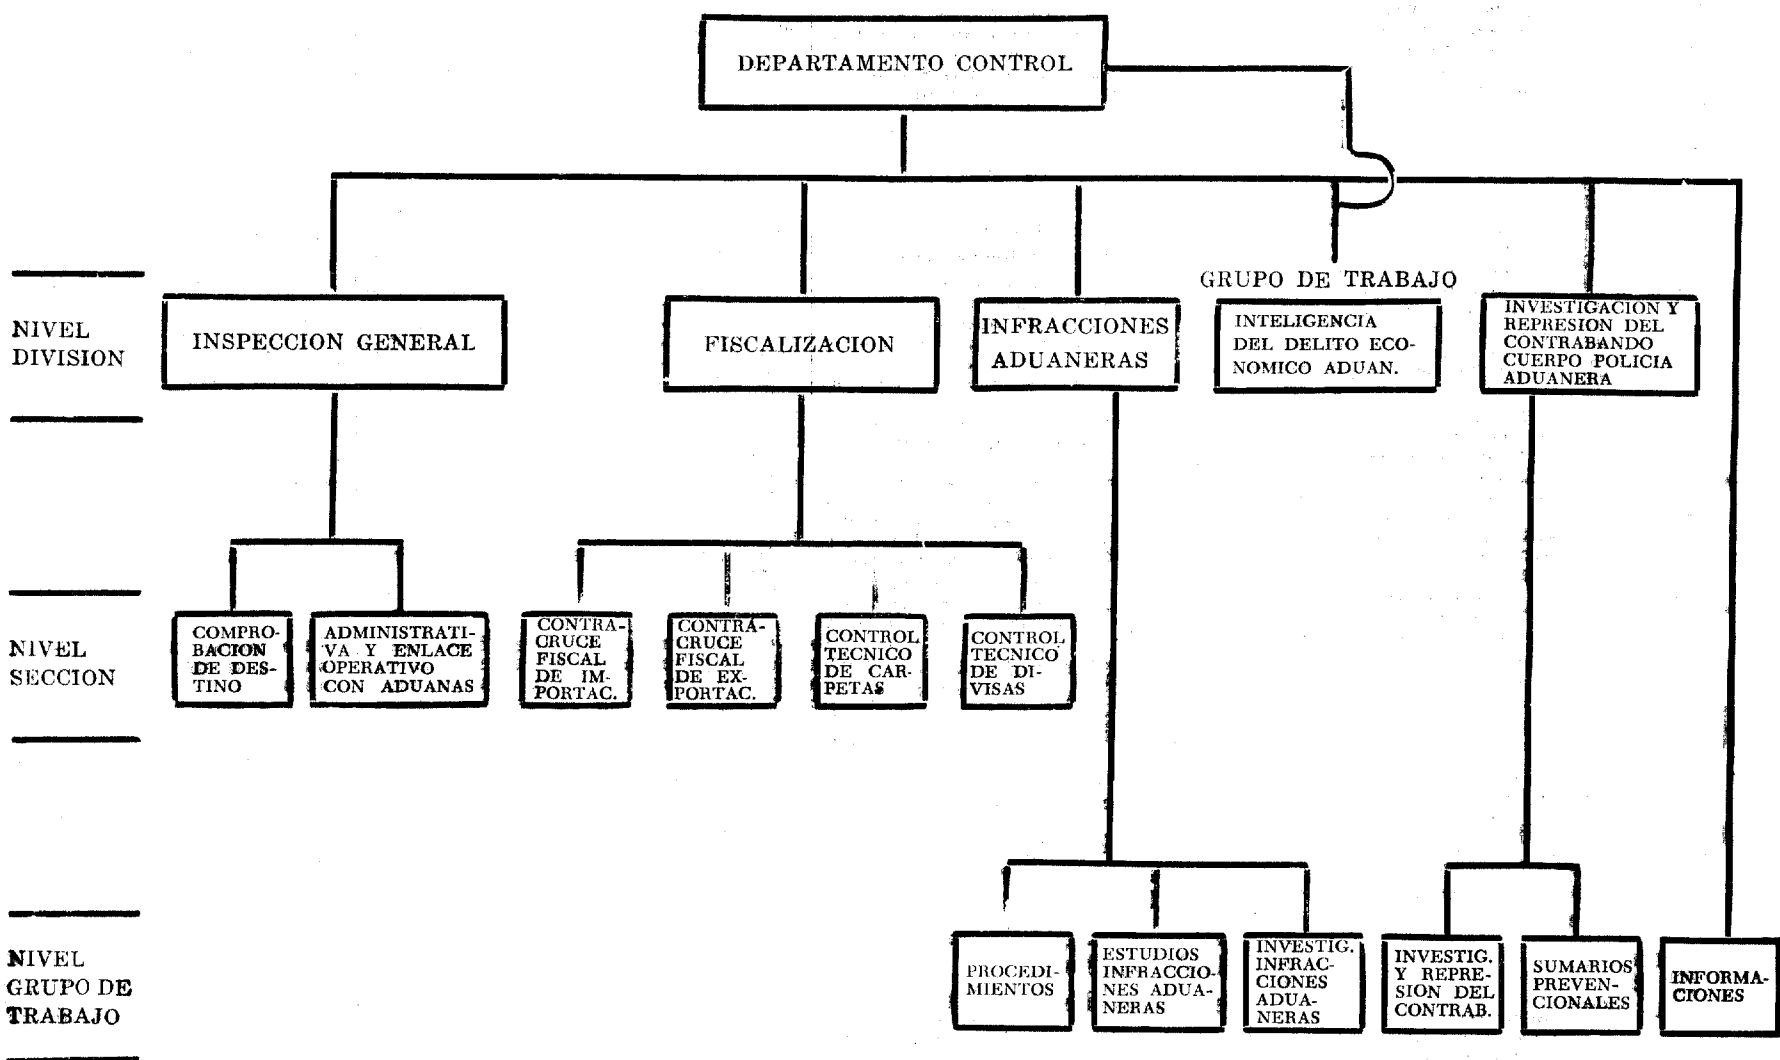 DEPARTAMENTO CONTROL
NIVEL
DIVISION
INSPECCION GENERAL
FISCALIZACION
INFRACCIONES
ADUANERAS
GRUPO DE TRABAJO
INTELIGENCIA
DEL DELITO ECO-
NOMICO ADUAN.
INVESTIGACION Y
REPRESION DEL
CONTRABANDO
CUERPO POLICIA
ADUANERA
NIVEL
SECCION
COMPRO-
BACION
DE DES-
TINO
ADMINISTRATI-
VA Y ENLACE
OPERATIVO
CON ADUANAS
CONTRA-
CRUCE
FISCAL
DE IM-
PORTAC.
CONTRA-
CRUCE
FISCAL
DE EX-
PORTAC.
CONTROL
TECNICO
DE CAR-
PETAS
CONTROL
TECNICO
DE DI-
VISAS
NIVEL
GRUPO DE
TRABAJO
PROCEDI-
MIENTOS
ESTUDIOS
INFRACCIO-
NES ADUA-
NERAS
INVESTIG.
INFRAC-
CIONES
ADUA-
NERAS
INVESTIG.
Y REPRE-
SION DEL
CONTRAB.
SUMARIOS
PREVEN-
CIONALES
INFORMA-
CIONES